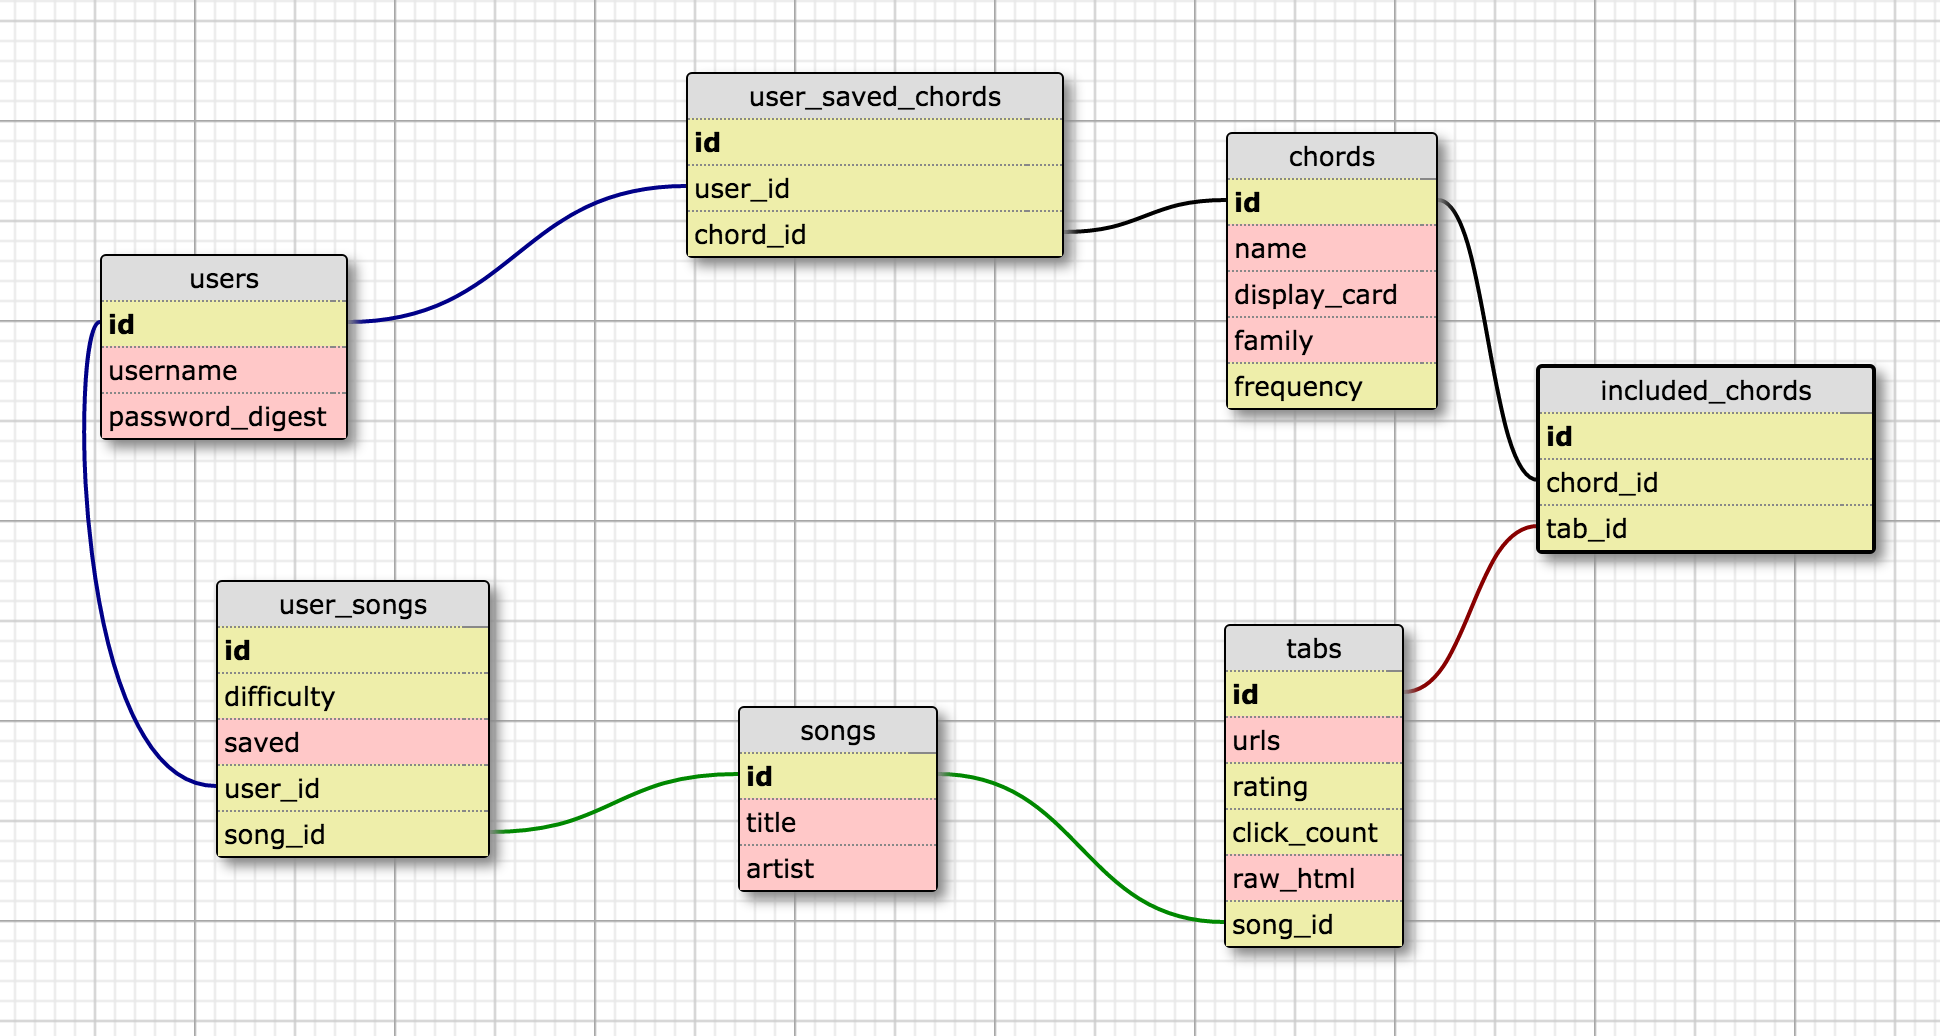 user_saved_chords
id
user_id
chord_id
chords
id
name
display_card
family
frequency
users
id
username
password_digest
included_chords
id
chord_id
tab_id
user_songs
id
difficulty
saved
user_id
song_id
songs
id
title
artist
tabs
id
urls
rating
click_count
raw_html
song_id